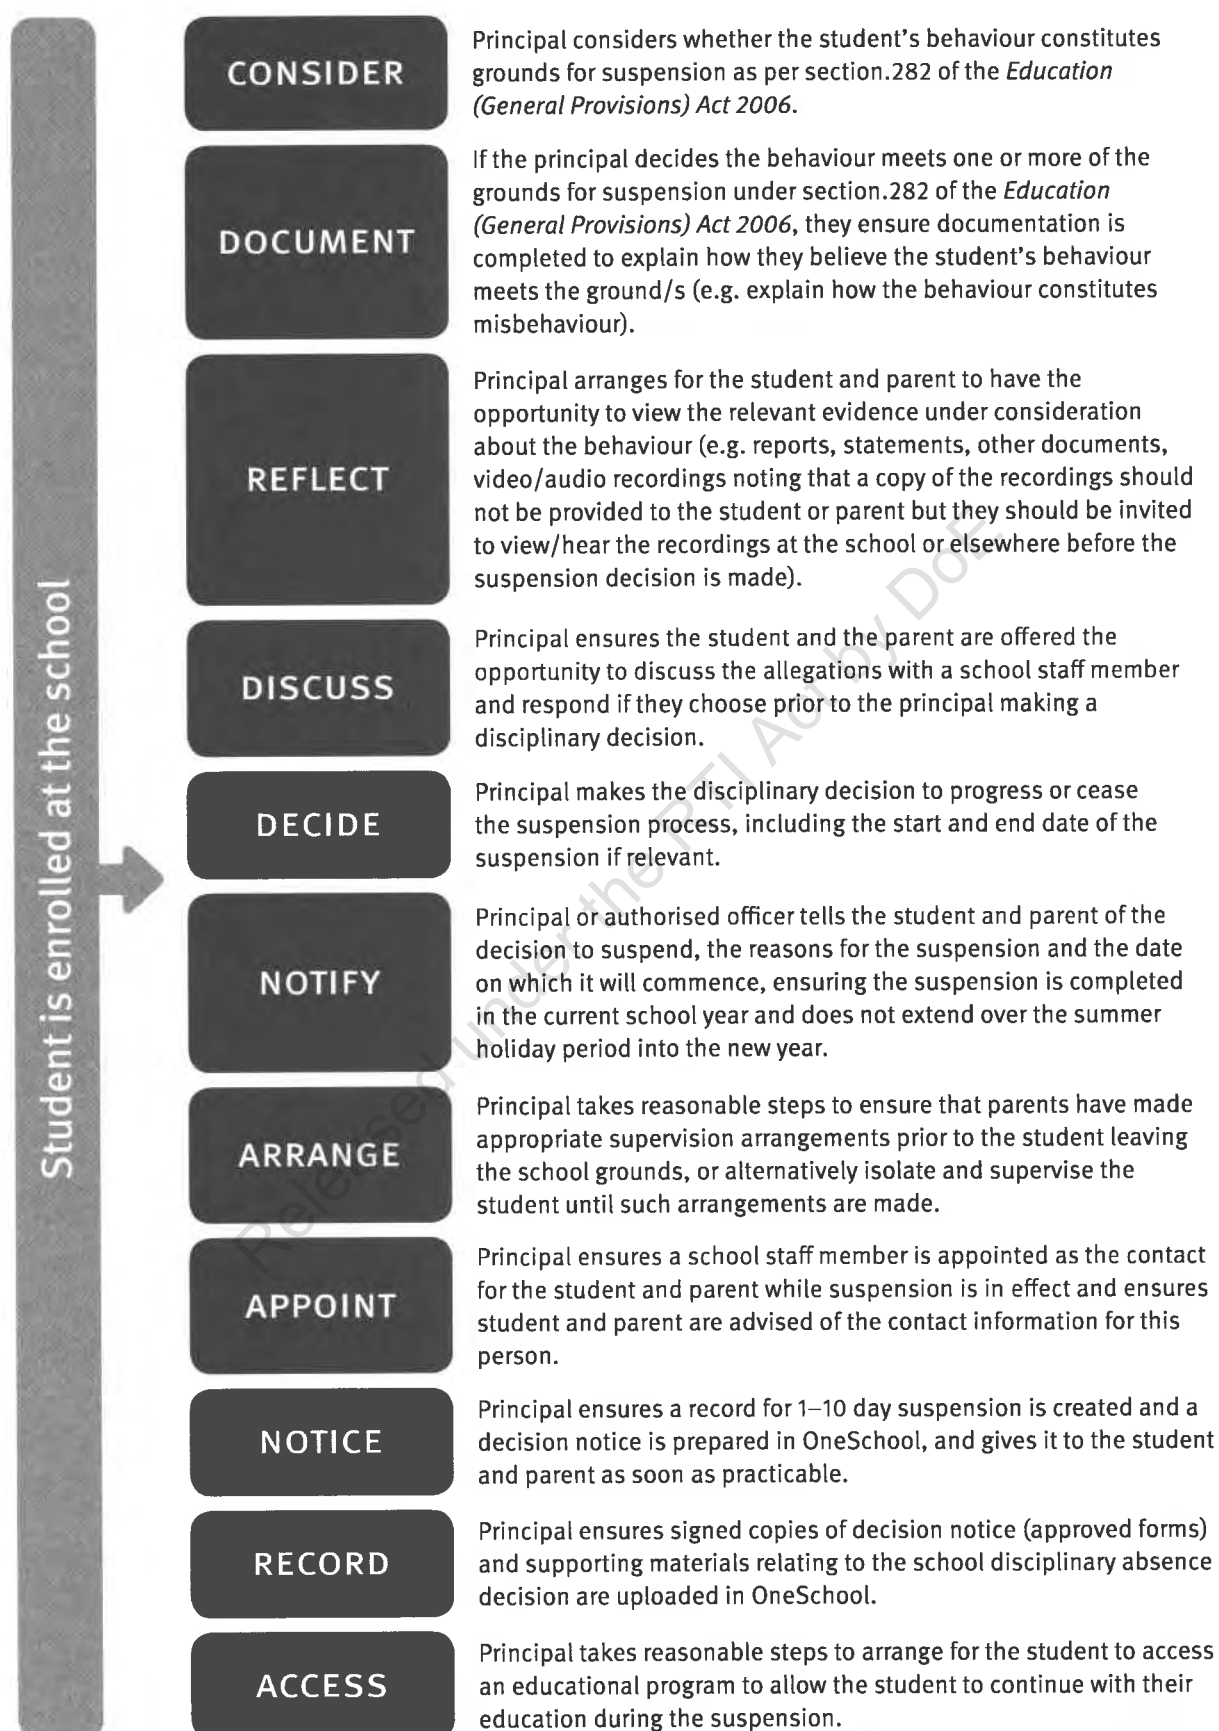 Student is enrolled at the school
CONSIDER
Principal considers whether the student's behaviour constitutes
grounds for suspension as per section.282 of the Education
(General Provisions) Act 2006.
DOCUMENT
If the principal decides the behaviour meets one or more of the
grounds for suspension under section.282 of the Education
(General Provisions) Act 2006, they ensure documentation is
completed to explain how they believe the student's behaviour
meets the ground/s (e.g. explain how the behaviour constitutes
misbehaviour).
REFLECT
Principal arranges for the student and parent to have the
opportunity to view the relevant evidence under consideration
about the behaviour (e.g. reports, statements, other documents,
video/audio recordings noting that a copy of the recordings should
not be provided to the student or parent but they should be invited
to view/hear the recordings at the school or elsewhere before the
suspension decision is made).
DISCUSS
Principal ensures the student and the parent are offered the
opportunity to discuss the allegations with a school staff member
and respond if they choose prior to the principal making a
disciplinary decision.
DECIDE
Principal makes the disciplinary decision to progress or cease
the suspension process, including the start and end date of the
suspension if relevant.
NOTIFY
Principal or authorised officer tells the student and parent of the
decision to suspend, the reasons for the suspension and the date
on which it will commence, ensuring the suspension is completed
in the current school year and does not extend over the summer
holiday period into the new year.
ARRANGE
Principal takes reasonable steps to ensure that parents have made
appropriate supervision arrangements prior to the student leaving
the school grounds, or alternatively isolate and supervise the
student until such arrangements are made.
APPOINT
Principal ensures a school staff member is appointed as the contact
for the student and parent while suspension is in effect and ensures
student and parent are advised of the contact information for this
person.
NOTICE
Principal ensures a record for 1–10 day suspension is created and a
decision notice is prepared in OneSchool, and gives it to the student
and parent as soon as practicable.
RECORD
Principal ensures signed copies of decision notice (approved forms)
and supporting materials relating to the school disciplinary absence
decision are uploaded in OneSchool.
ACCESS
Principal takes reasonable steps to arrange for the student to access
an educational program to allow the student to continue with their
education during the suspension.
Released under the RTI Act by DoE.